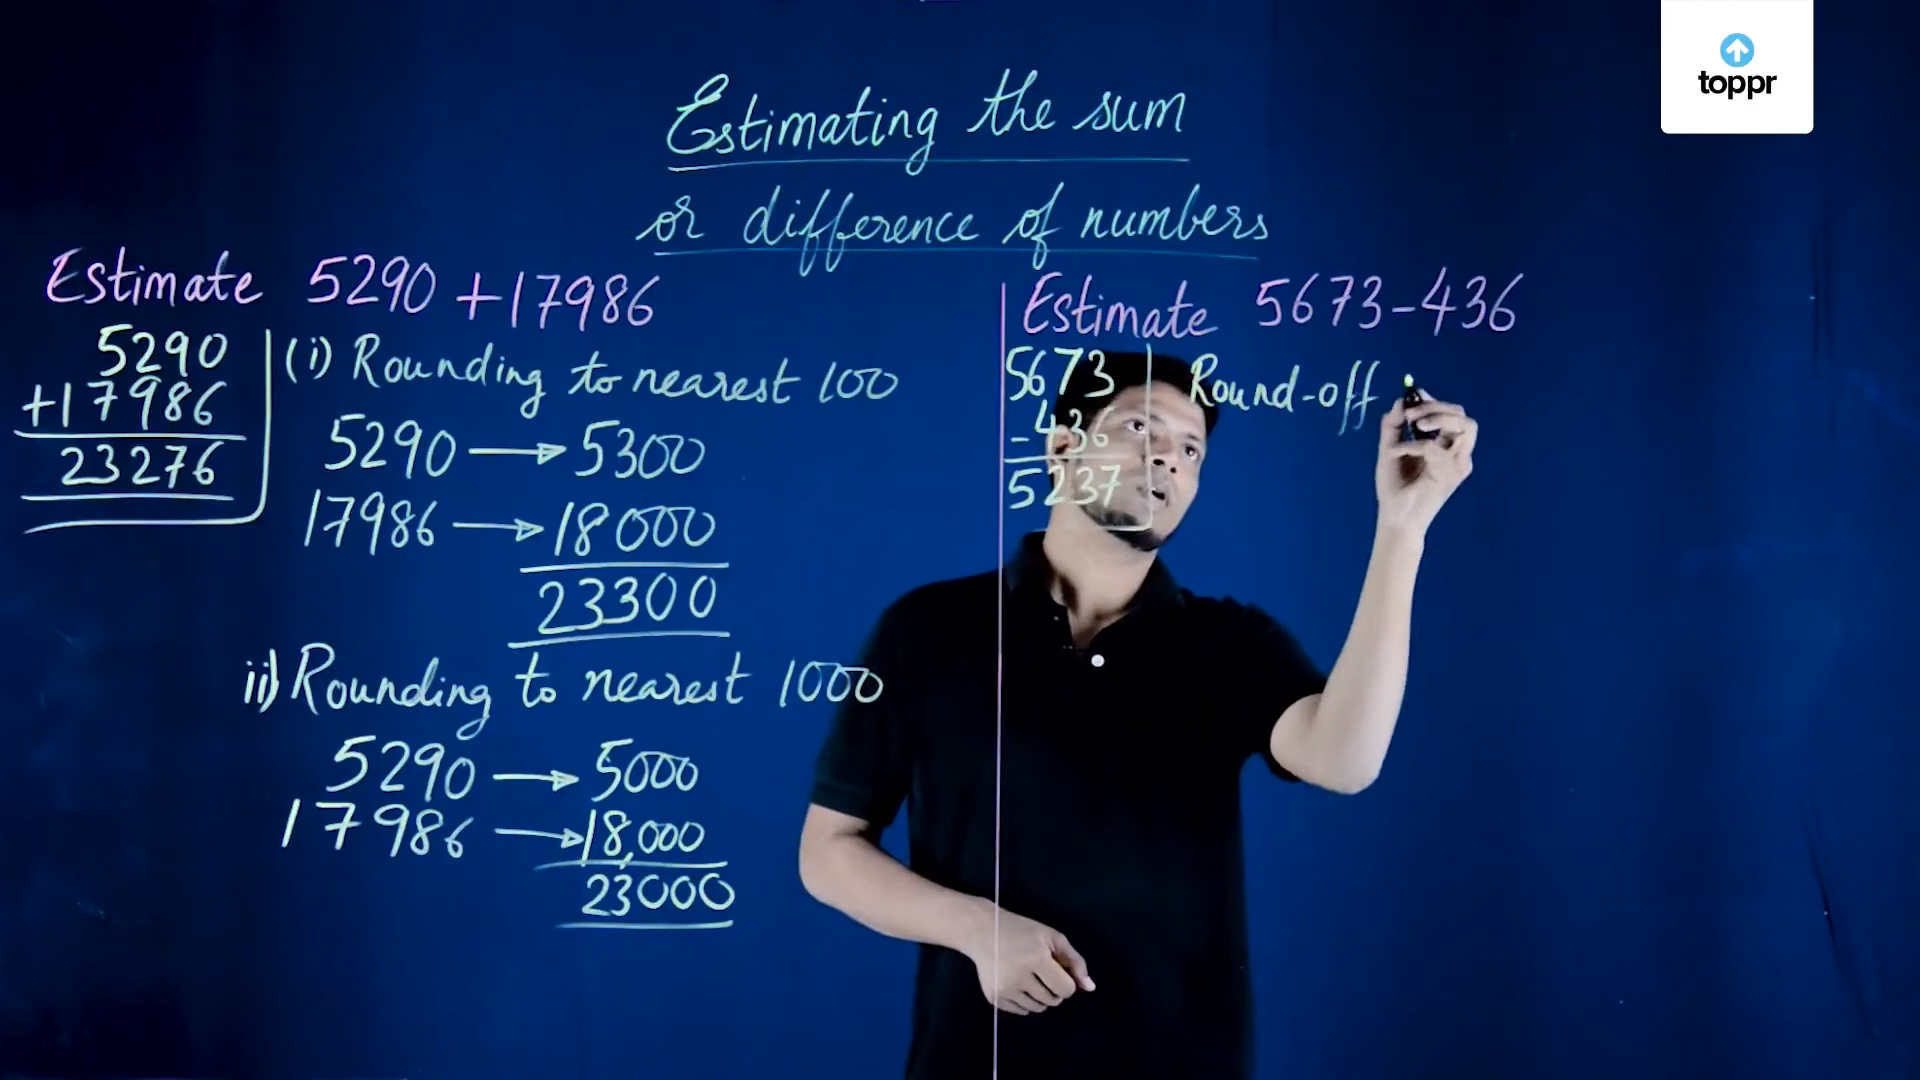 toppr
Estimating the sum
or difference of numbers
Estimate 5290 + 17986
5290
+17986
23276
(i) Rounding to nearest 100
5290 → 5300
17986 → 18000
23300
ii) Rounding to nearest 1000
5290 → 5000
17986 → 18,000
23000
Estimate 5673 - 436
5673
- 436
5237
Round-off